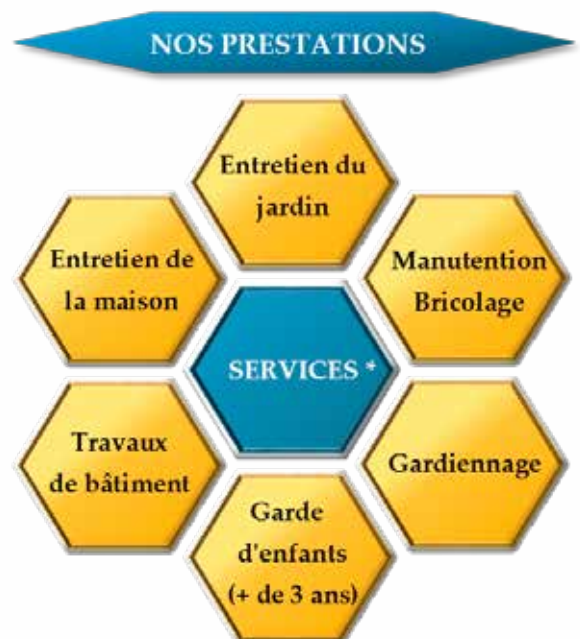 NOS PRESTATIONS
Entretien du
jardin
Entretien de
la maison
Manutention
Bricolage
SERVICES *
Travaux
de bâtiment
Gardiennage
Garde
d'enfants
(+ de 3 ans)